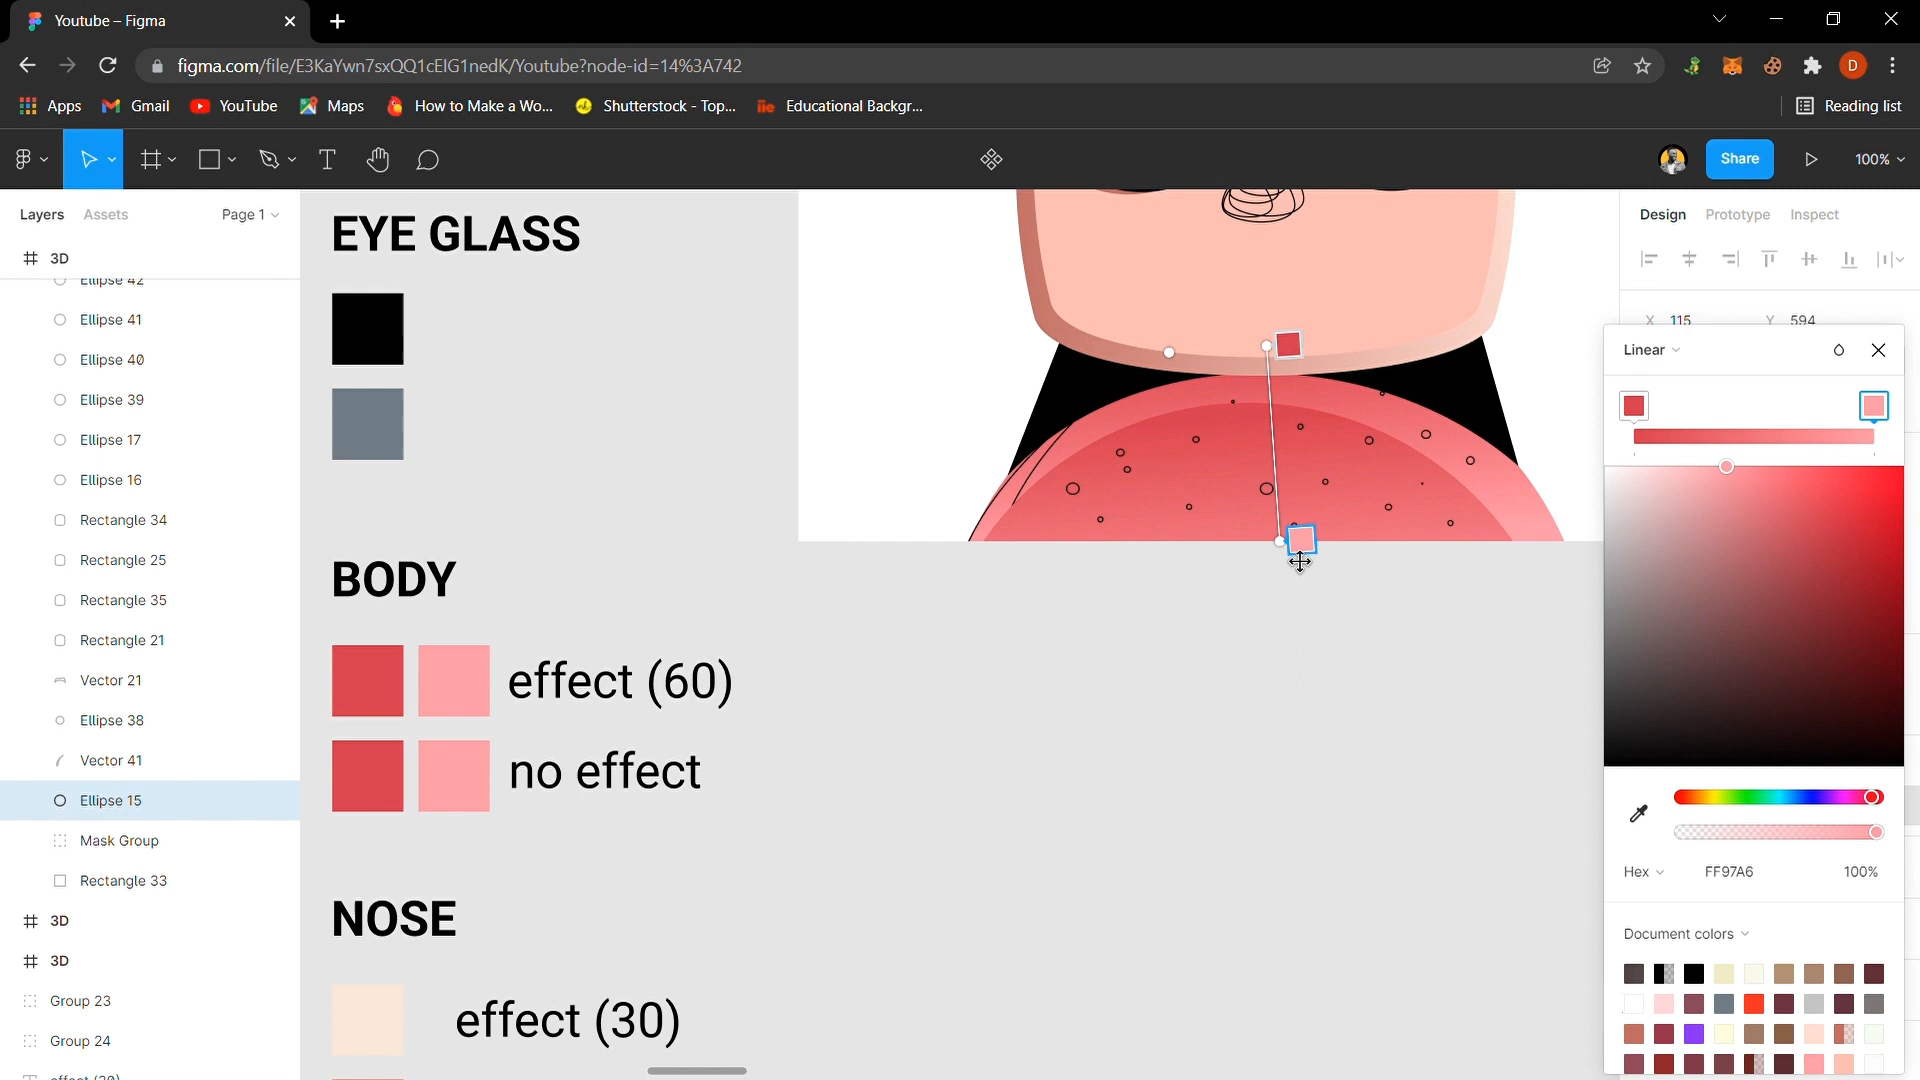 Youtube – Figma
figma.com/file/E3KaYwn7sxQQ1cEIG1nedK/Youtube?node-id=14%3A742
D
Apps
Gmail
YouTube
Maps
How to Make a Wo...
Shutterstock - Top...
Educational Backgr...
Reading list
Share
100%
Layers
Assets
Page 1
Design
Prototype
Inspect
3D
Ellipse 42
Ellipse 41
Ellipse 40
Ellipse 39
Ellipse 17
Ellipse 16
Rectangle 34
Rectangle 25
Rectangle 35
Rectangle 21
Vector 21
Ellipse 38
Vector 41
Ellipse 15
Mask Group
Rectangle 33
3D
3D
Group 23
Group 24
EYE GLASS
BODY
effect (60)
no effect
NOSE
effect (30)
X 115 Y 594
Linear
Hex FF97A6 100%
Document colors